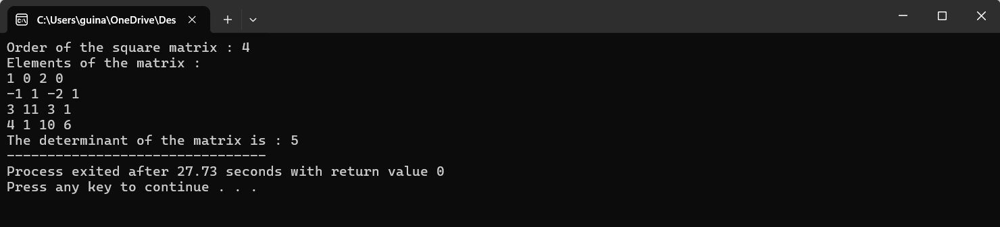 C:\Users\guina\OneDrive\Des
Order of the square matrix : 4
Elements of the matrix :
1 0 2 0
-1 1 -2 1
3 11 3 1
4 1 10 6
The determinant of the matrix is : 5
--------------------------------
Process exited after 27.73 seconds with return value 0
Press any key to continue . . .